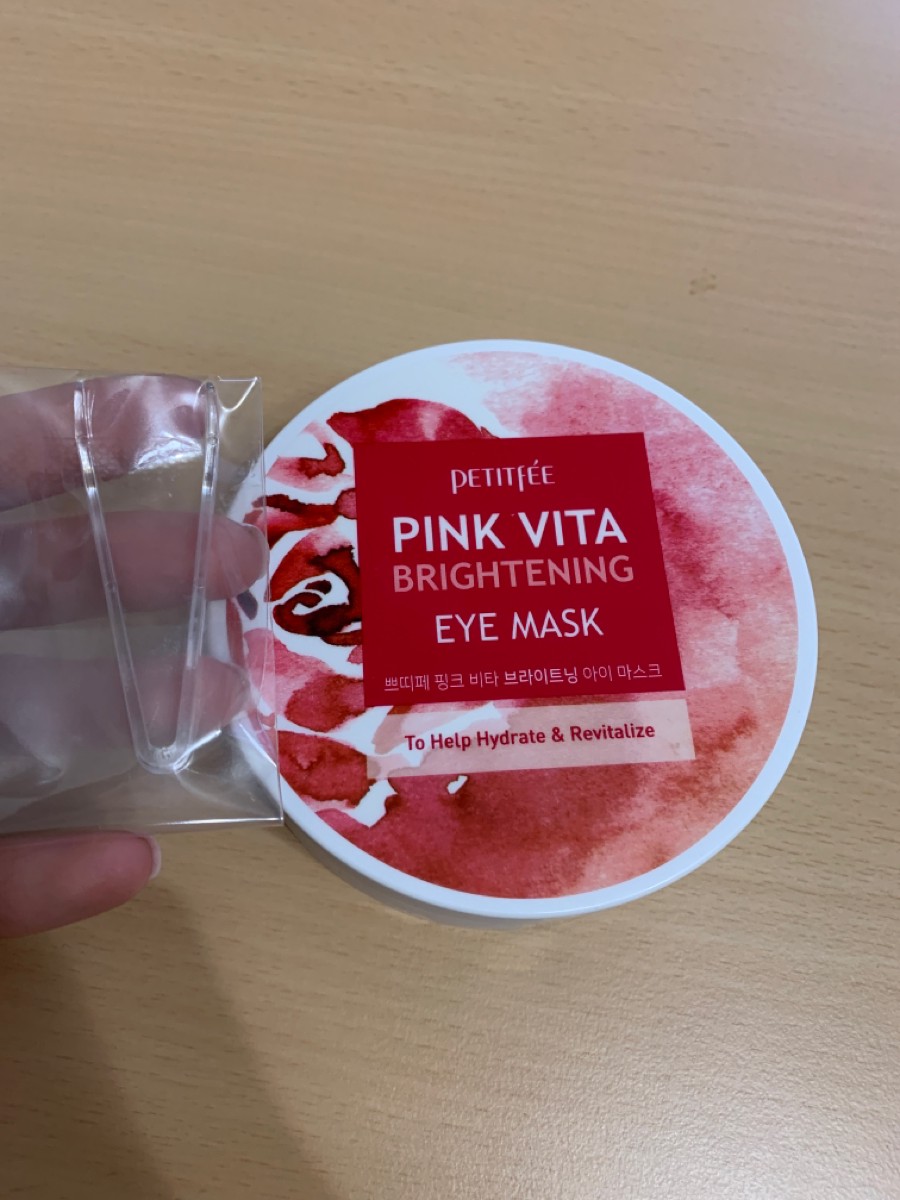 PETITFÉE
PINK VITA
BRIGHTENING
EYE MASK
쁘띠페 핑크 비타 브라이트닝 아이 마스크
To Help Hydrate & Revitalize